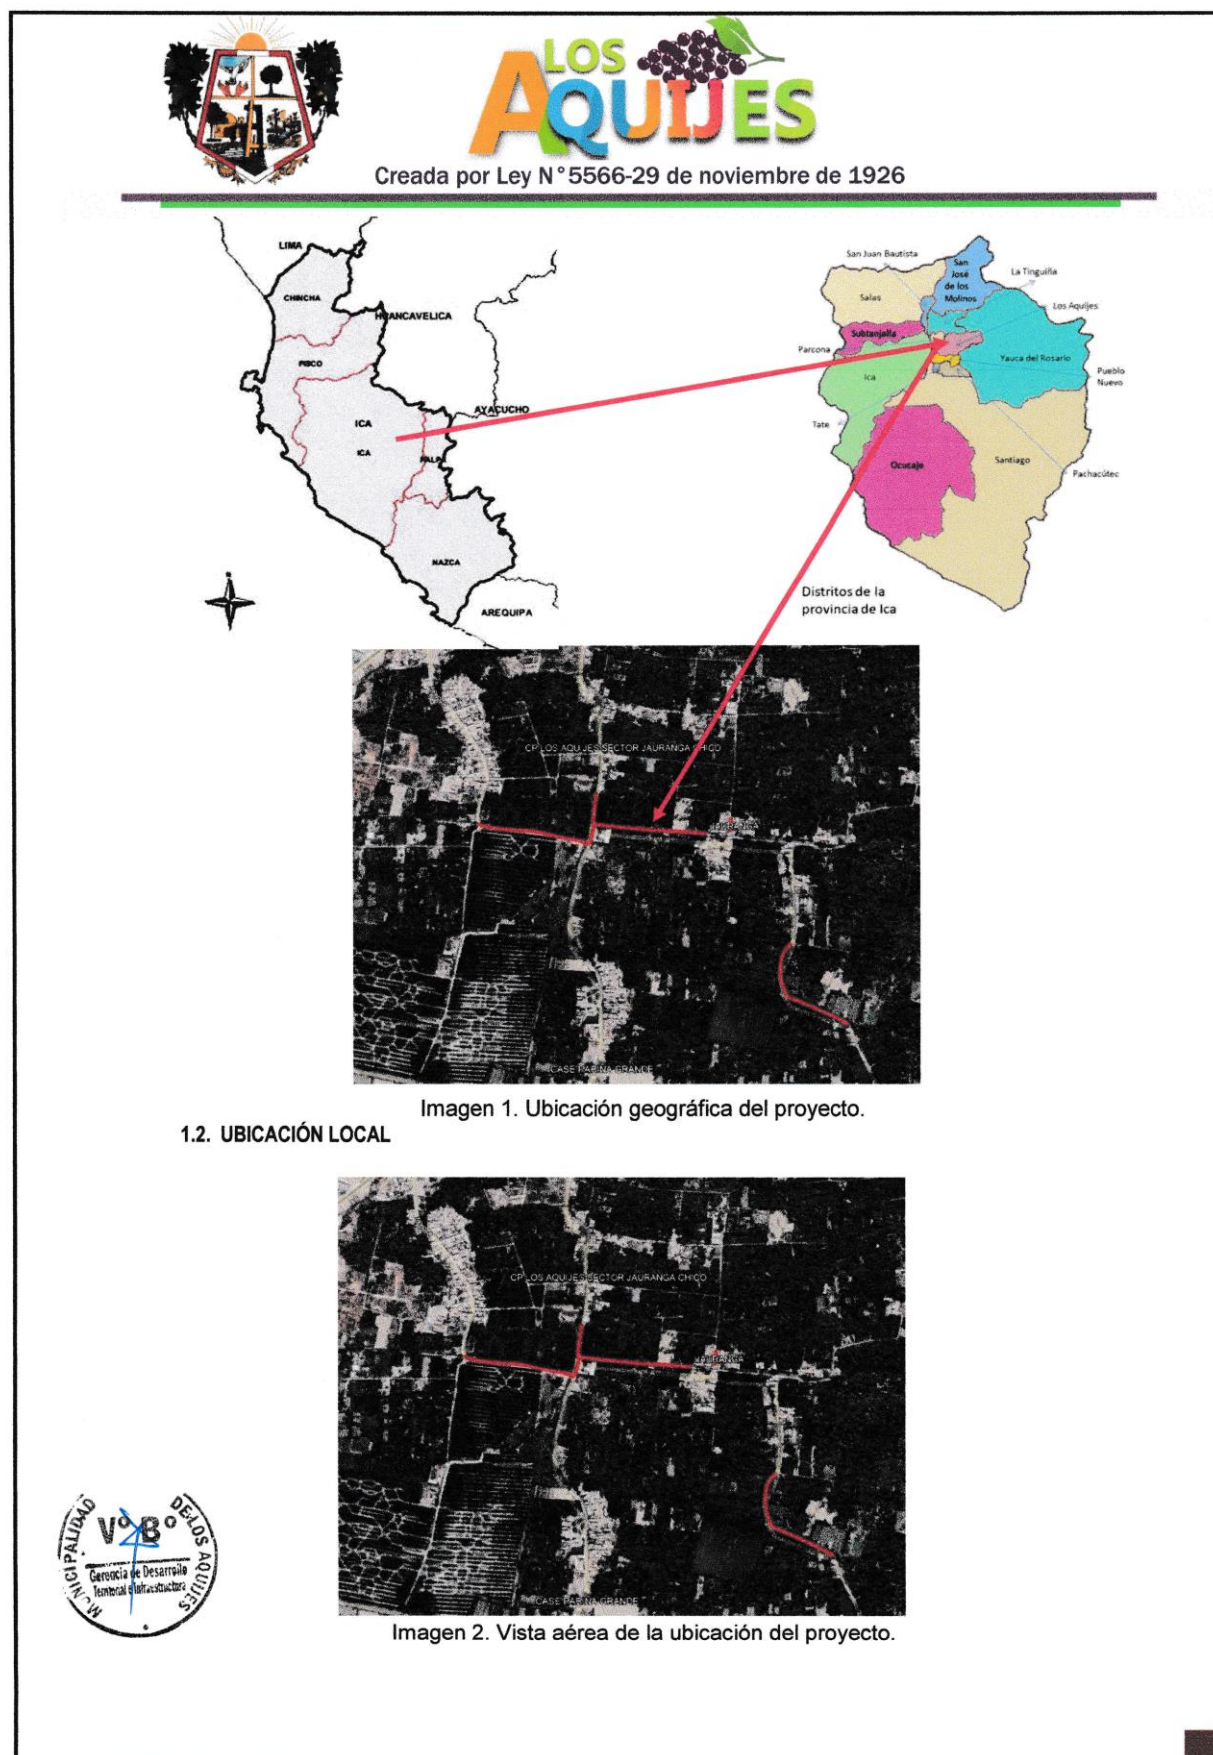 LOS
AQUIJES
Creada por Ley N°5566-29 de noviembre de 1926
LIMA
CHINCHA
HUANCAVELICA
PISCO
ICA
ICA
AYACUCHO
PALPA
NAZCA
AREQUIPA
N
San Juan Bautista
San José de los Molinos
La Tinguiña
Salas
Los Aquijes
Subtanjalla
Parcona
Yauca del Rosario
Ica
Pueblo Nuevo
Tate
Ocucaje
Santiago
Pachacútec
Distritos de la
provincia de Ica
CP LOS AQUIJES SECTOR JAURANGA CHICO
JAURANGA
CASE PARINA GRANDE
Imagen 1. Ubicación geográfica del proyecto.
1.2. UBICACIÓN LOCAL
CP LOS AQUIJES SECTOR JAURANGA CHICO
JAURANGA
CASE PARINA GRANDE
MUNICIPALIDAD DE LOS AQUIJES
V° B°
Gerencia de Desarrollo
Territorial e Infraestructura
Imagen 2. Vista aérea de la ubicación del proyecto.